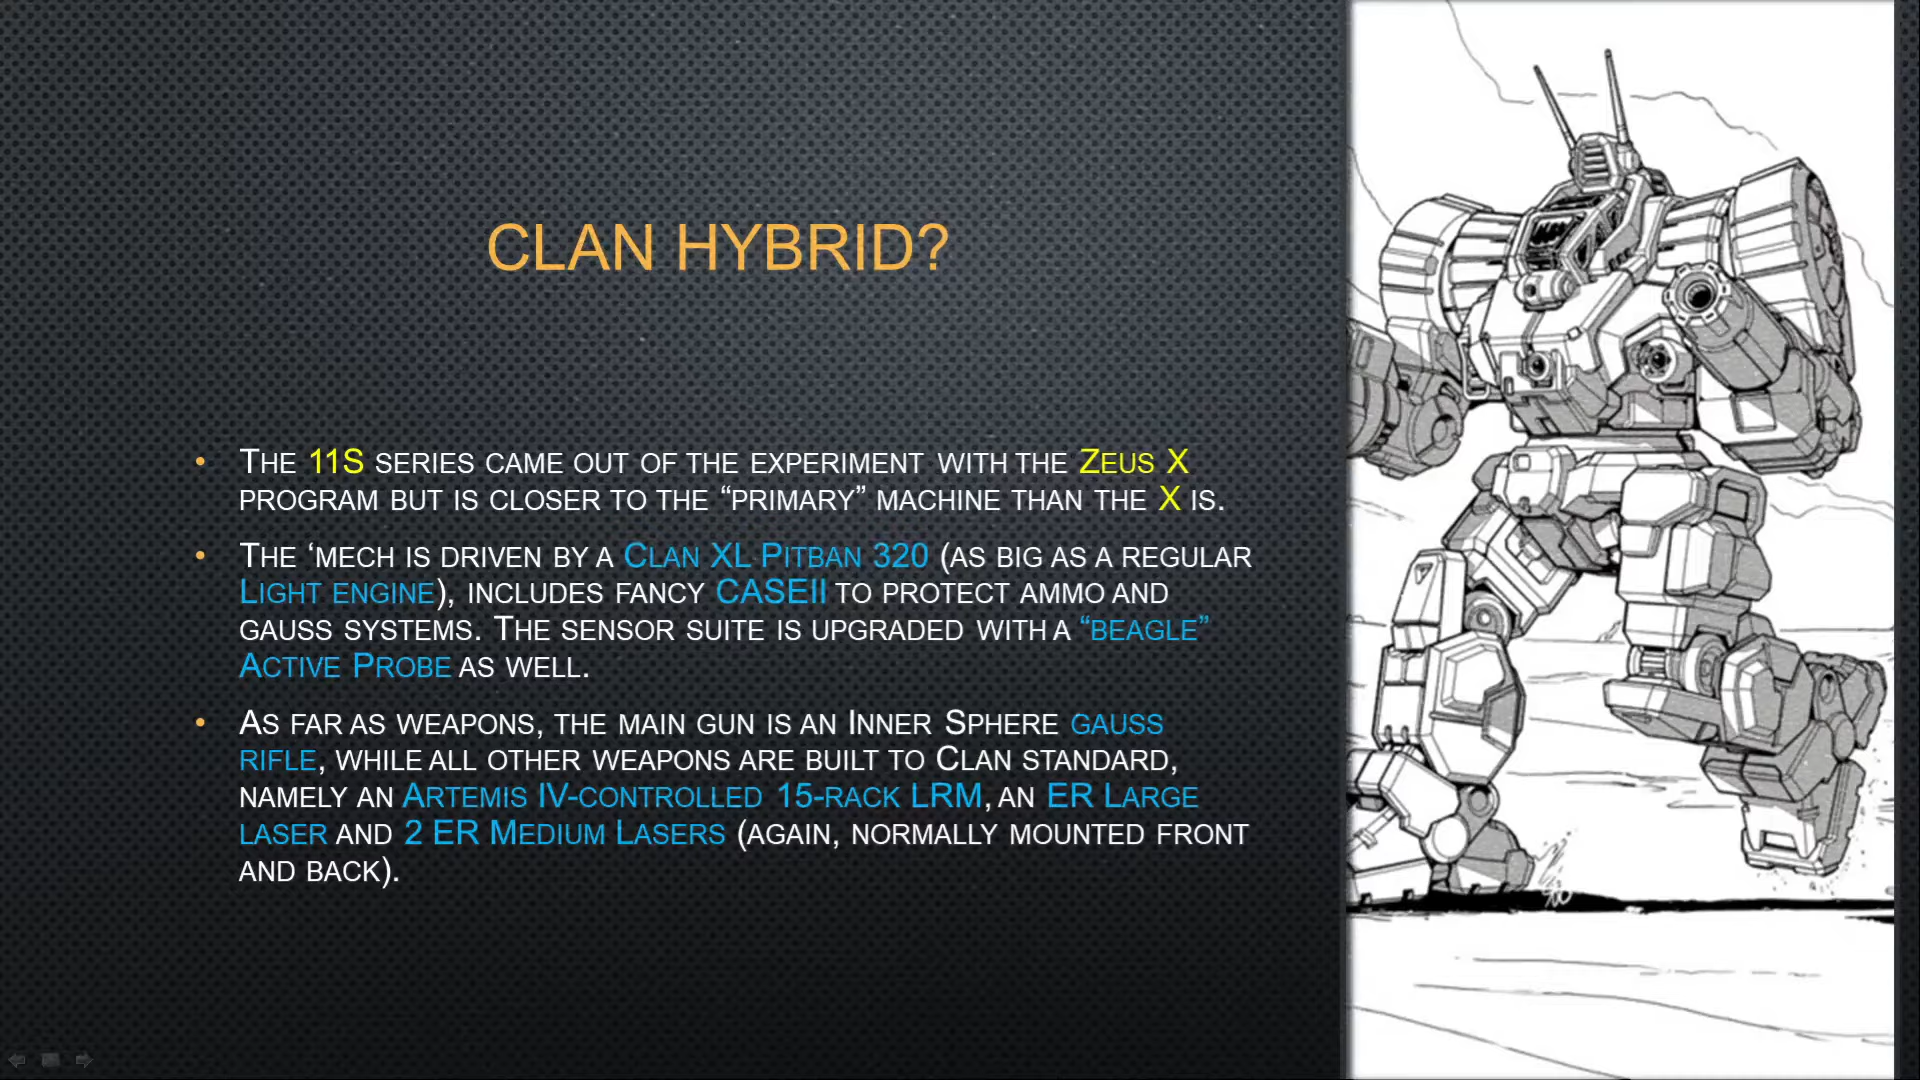 CLAN HYBRID?
• THE 11S SERIES CAME OUT OF THE EXPERIMENT WITH THE ZEUS X
PROGRAM BUT IS CLOSER TO THE “PRIMARY” MACHINE THAN THE X IS.
• THE ‘MECH IS DRIVEN BY A CLAN XL PITBAN 320 (AS BIG AS A REGULAR
LIGHT ENGINE), INCLUDES FANCY CASEII TO PROTECT AMMO AND
GAUSS SYSTEMS. THE SENSOR SUITE IS UPGRADED WITH A “BEAGLE”
ACTIVE PROBE AS WELL.
• AS FAR AS WEAPONS, THE MAIN GUN IS AN INNER SPHERE GAUSS
RIFLE, WHILE ALL OTHER WEAPONS ARE BUILT TO CLAN STANDARD,
NAMELY AN ARTEMIS IV-CONTROLLED 15-RACK LRM, AN ER LARGE
LASER AND 2 ER MEDIUM LASERS (AGAIN, NORMALLY MOUNTED FRONT
AND BACK).